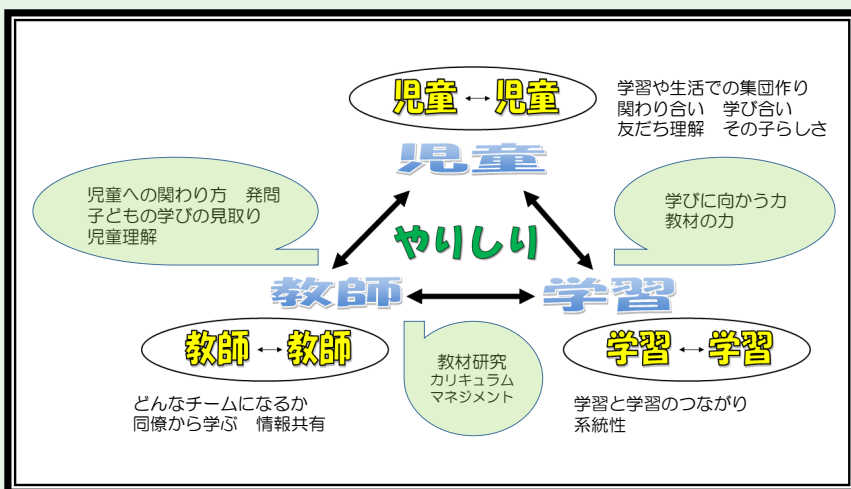 児童↔児童
学習や生活での集団作り
関わり合い　学び合い
友だち理解　その子らしさ
児童
児童への関わり方　発問
子どもの学びの見取り
児童理解
学びに向かう力
教材の力
やりしり
教師
学習
教師↔教師
教材研究
カリキュラム
マネジメント
学習↔学習
どんなチームになるか
同僚から学ぶ　情報共有
学習と学習のつながり
系統性